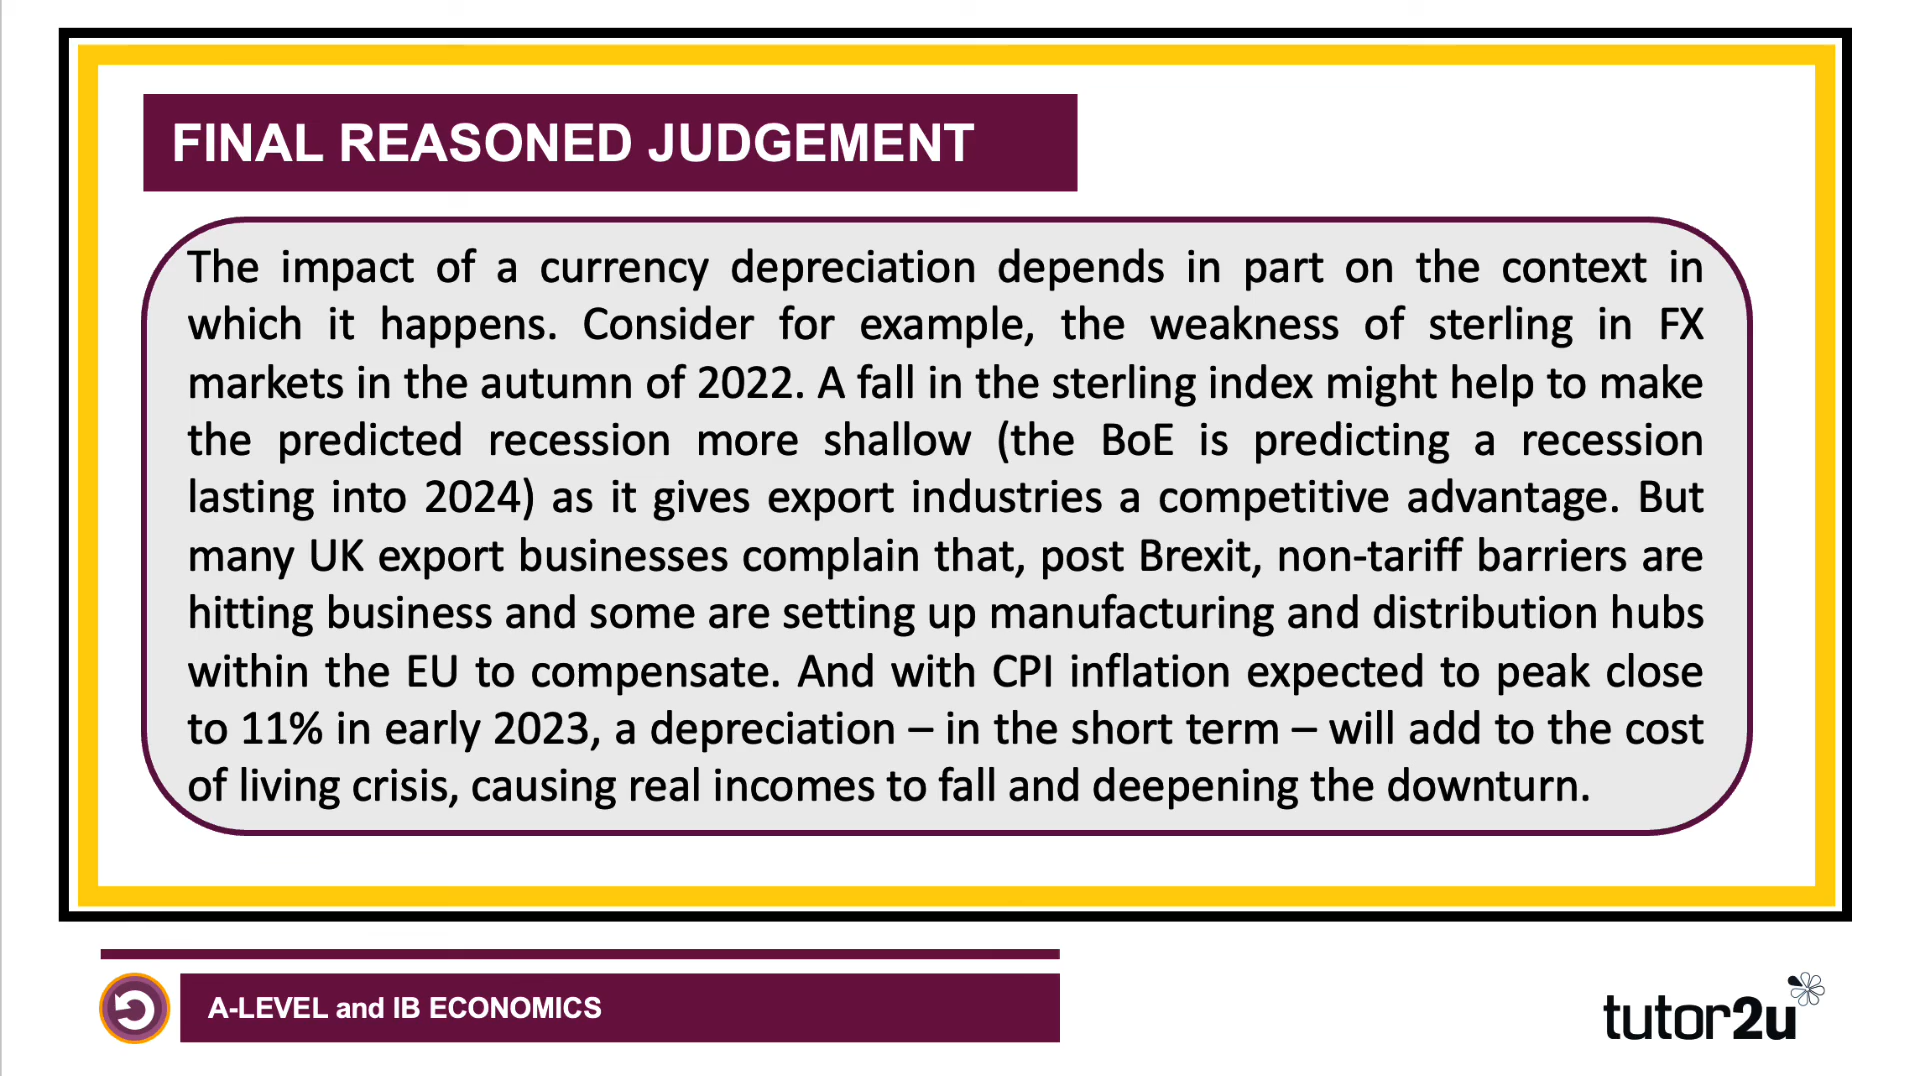 FINAL REASONED JUDGEMENT
The impact of a currency depreciation depends in part on the context in
which it happens. Consider for example, the weakness of sterling in FX
markets in the autumn of 2022. A fall in the sterling index might help to make
the predicted recession more shallow (the BoE is predicting a recession
lasting into 2024) as it gives export industries a competitive advantage. But
many UK export businesses complain that, post Brexit, non-tariff barriers are
hitting business and some are setting up manufacturing and distribution hubs
within the EU to compensate. And with CPI inflation expected to peak close
to 11% in early 2023, a depreciation – in the short term – will add to the cost
of living crisis, causing real incomes to fall and deepening the downturn.
A-LEVEL and IB ECONOMICS
tutor2u